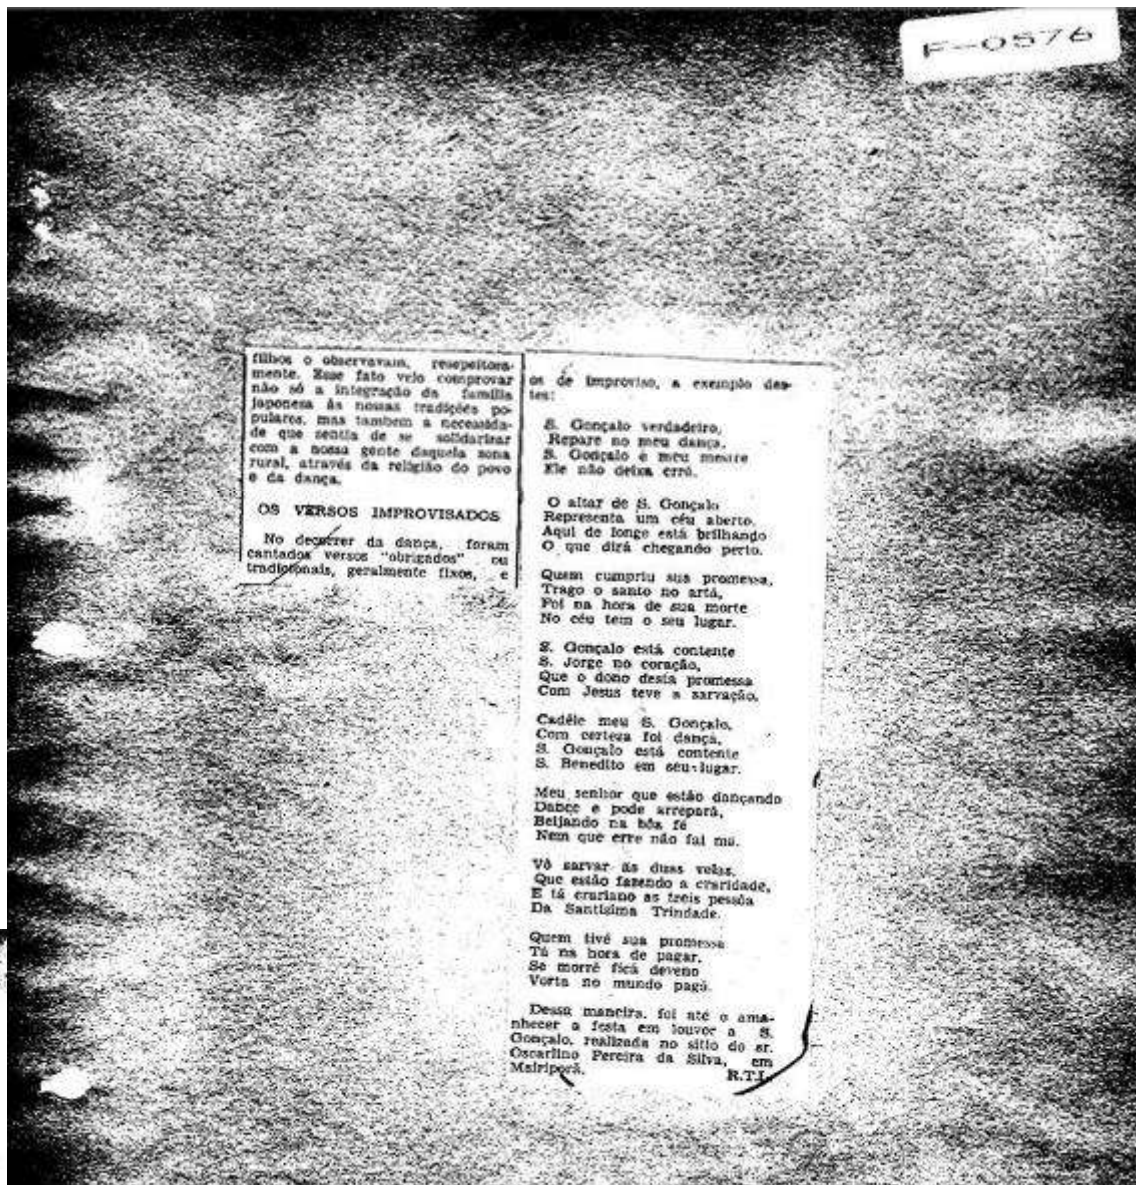 F-0576
filhos o observavam, resepeitosa-
mente. Esse fato veio comprovar
não só a integração da familia
japonesa às nossas tradições po-
pulares, mas tambem a necessida-
de que sentia de se solidarizar
com a nossa gente daquela zona
rural, através da religião do povo
e da dança.
OS VERSOS IMPROVISADOS
No decorrer da dança, foram
cantados versos "obrigados" ou
tradicionais, geralmente fixos, e
os de improviso, a exemplo des-
tes:
S. Gonçalo verdadeiro,
Repare no meu dança.
S. Gonçalo é meu mestre
Ele não deixa errá.
O altar de S. Gonçalo
Representa um céu aberto.
Aqui de longe está brilhando
O que dirá chegando perto.
Quem cumpriu sua promessa,
Trago o santo no artá,
Foi na hora de sua morte
No céu tem o seu lugar.
S. Gonçalo está contente
S. Jorge no coração,
Que o dono desta promessa
Com Jesus teve a sarvação.
Cadêle meu S. Gonçalo,
Com certeza foi dança,
S. Gonçalo está contente
S. Benedito em seu lugar.
Meu senhor que estão dançando
Dance e pode arrepará,
Beijando na bôa fé
Nem que erre não fai má.
Vô sarvar as duas velas,
Que estão fazendo a craridade,
E tá crariano as treis pessôa
Da Santísima Trindade.
Quem tivé sua promessa
Tá na hora de pagar.
Se morrê ficá deveno
Vorta no mundo pagá.
Dessa maneira, foi até o ama-
nhecer a festa em louvor a S.
Gonçalo, realizada no sitio do sr.
Oscarlino Pereira da Silva, em
Mairiporã. R.T.L.